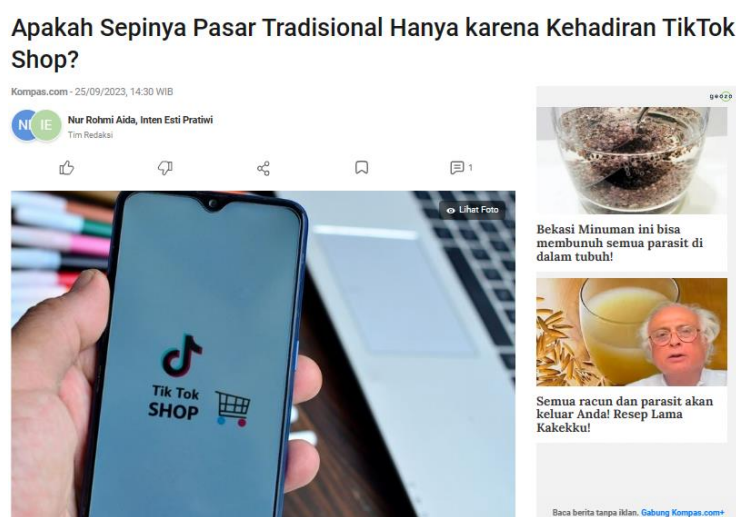 Apakah Sepinya Pasar Tradisional Hanya karena Kehadiran TikTok
Shop?
Kompas.com - 25/09/2023, 14:30 WIB
NI IE
Nur Rohmi Aida, Inten Esti Pratiwi
Tim Redaksi
1
Lihat Foto
Tik Tok
SHOP
geozo
Bekasi Minuman ini bisa
membunuh semua parasit di
dalam tubuh!
Semua racun dan parasit akan
keluar Anda! Resep Lama
Kakekku!
Baca berita tanpa iklan. Gabung Kompas.com+